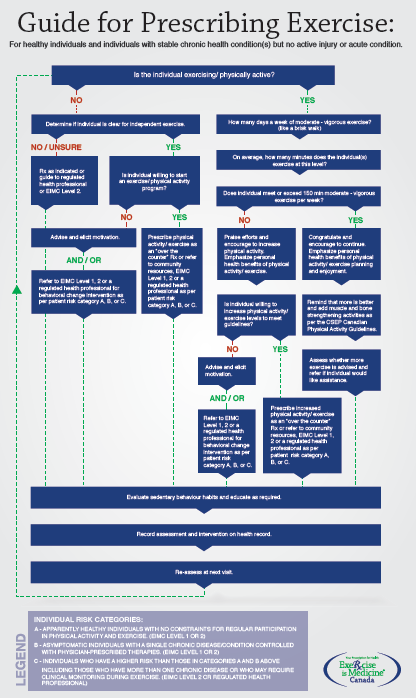 Guide for Prescribing Exercise:
For healthy individuals and individuals with stable chronic health condition(s) but no active injury or acute condition.
Is the individual exercising/ physically active?
NO
YES
Determine if individual is clear for independent exercise.
NO / UNSURE
YES
Rx as indicated or
guide to regulated
health professional
or EIMC Level 2.
Is individual willing to start
an exercise/ physical activity
program?
NO
YES
Advise and elicit motivation.
AND / OR
Refer to EIMC Level 1, 2 or a
regulated health professional for
behavioral change intervention as
per patient risk category A, B, or C.
Prescribe physical
activity/ exercise as
an "over the
counter" Rx or refer
to community
resources, EIMC
Level 1, 2 or a
regulated health
professional as per
patient risk
category A, B, or C.
How many days a week of moderate - vigorous exercise?
(like a brisk walk)
On average, how many minutes does the individual(s)
exercise at this level?
Does individual meet or exceed 150 min moderate - vigorous
exercise per week?
NO
YES
Praise efforts and
encourage to increase
physical activity.
Emphasize personal
health benefits of physical
activity/ exercise.
Is individual willing to
increase physical activity/
exercise levels to meet
guidelines?
NO
YES
Advise and elicit
motivation.
AND / OR
Refer to EIMC
Level 1, 2 or a
regulated health
professional for
behavioral change
intervention as per
patient risk
category A, B, or C.
Prescribe increased
physical activity/ exercise
as an "over the counter"
Rx or refer to community
resources, EIMC Level 1,
2 or a regulated health
professional as per
patient risk category A,
B, or C.
Congratulate and
encourage to continue.
Emphasize personal
health benefits of physical
activity/ exercise planning
and enjoyment.
Remind that more is better
and add muscle and bone
strengthening activities as
per the CSEP Canadian
Physical Activity Guidelines.
Assess whether more
exercise is advised and
refer if individual would
like assistance.
Evaluate sedentary behaviour habits and educate as required.
Record assessment and intervention on health record.
Re-assess at next visit.
LEGEND
INDIVIDUAL RISK CATEGORIES:
A - APPARENTLY HEALTHY INDIVIDUALS WITH NO CONSTRAINTS FOR REGULAR PARTICIPATION
IN PHYSICAL ACTIVITY AND EXERCISE. (EIMC LEVEL 1 OR 2)
B - ASYMPTOMATIC INDIVIDUALS WITH A SINGLE CHRONIC DISEASE/CONDITION CONTROLLED
WITH PHYSICIAN-PRESCRIBED THERAPIES. (EIMC LEVEL 1 OR 2)
C - INDIVIDUALS WHO HAVE A HIGHER RISK THAN THOSE IN CATEGORIES A AND B ABOVE
INCLUDING THOSE WHO HAVE MORE THAN ONE CHRONIC DISEASE OR WHO MAY REQUIRE
CLINICAL MONITORING DURING EXERCISE. (EIMC LEVEL 2 OR REGULATED HEALTH
PROFESSIONAL)
ExeRcise
is Medicine
Canada